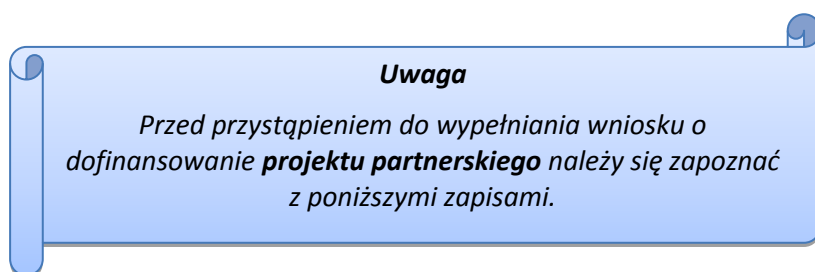 Uwaga
Przed przystąpieniem do wypełniania wniosku o
dofinansowanie projektu partnerskiego należy się zapoznać
z poniższymi zapisami.